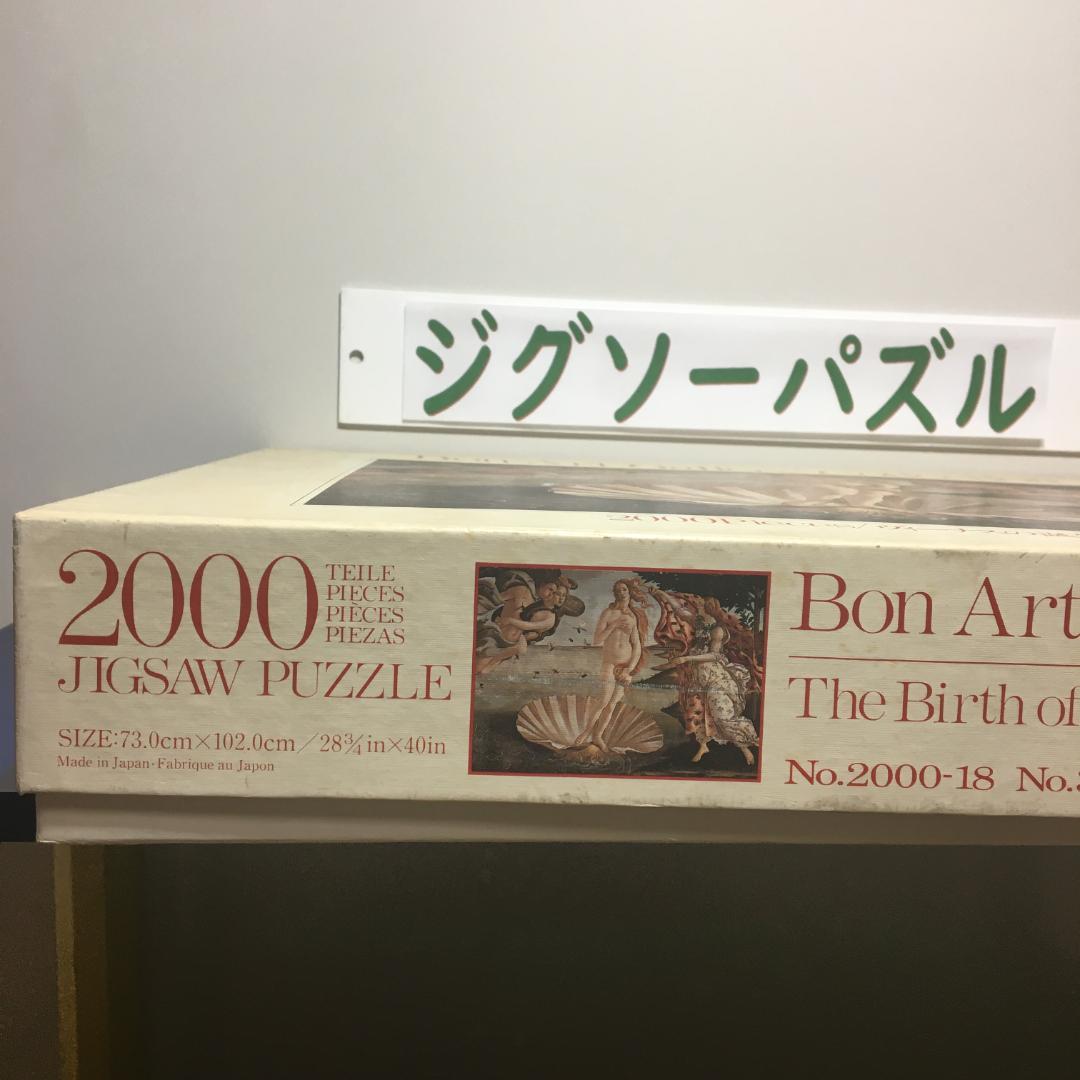 ジグソーパズル
2000
TEILE
PIECES
PIÈCES
PIEZAS
JIGSAW PUZZLE
SIZE:73.0cm×102.0cm/28¾in×40in
Made in Japan·Fabrique au Japon
Bon Art
The Birth of
No.2000-18 No.